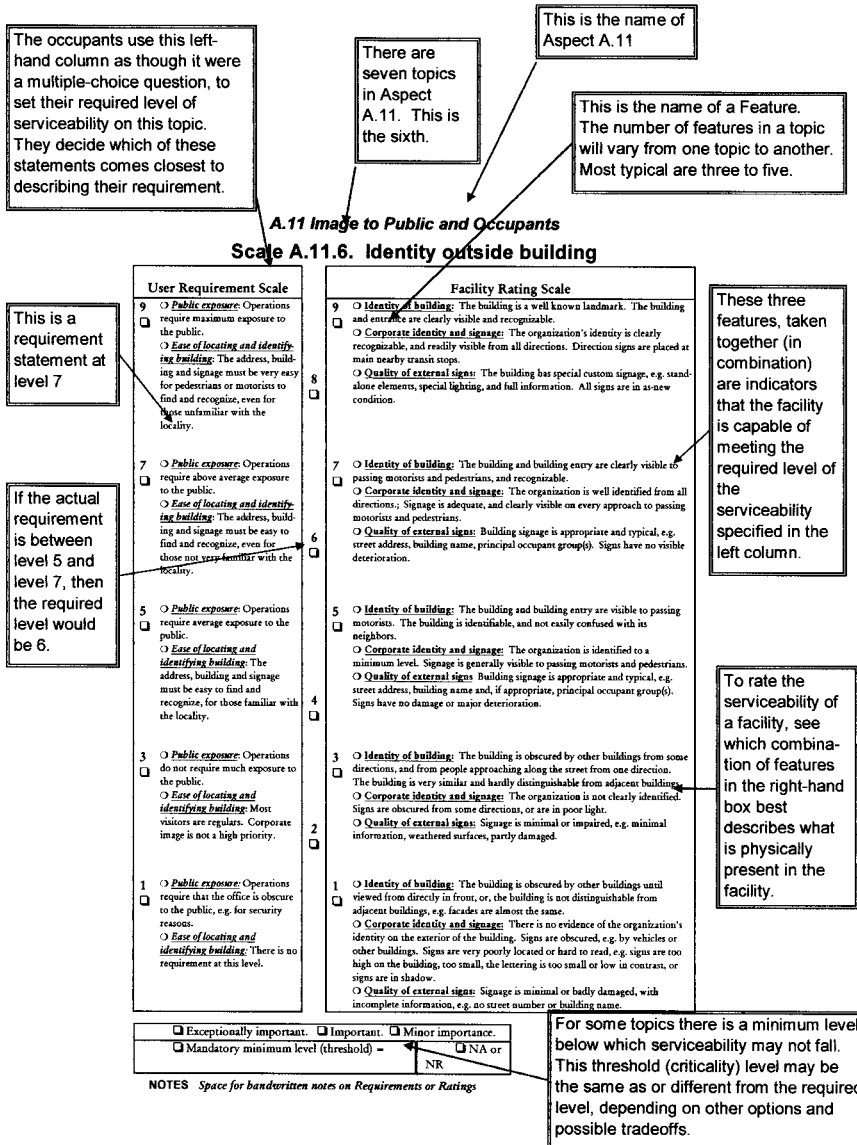 This is the name of
Aspect A.11
The occupants use this left-
hand column as though it were
a multiple-choice question, to
set their required level of
serviceability on this topic.
They decide which of these
statements comes closest to
describing their requirement.
There are
seven topics
in Aspect
A.11. This is
the sixth.
This is the name of a Feature.
The number of features in a topic
will vary from one topic to another.
Most typical are three to five.
A.11 Image to Public and Occupants
Scale A.11.6. Identity outside building
User Requirement Scale
9 Public exposure: Operations
require maximum exposure to
the public.
Ease of locating and identify-
ing building: The address, build-
ing and signage must be very easy
for pedestrians or motorists to
find and recognize, even for
those unfamiliar with the
locality.
7 Public exposure: Operations
require above average exposure
to the public.
Ease of locating and identify-
ing building: The address, build-
ing and signage must be easy to
find and recognize, even for
those not very familiar with the
locality.
5 Public exposure: Operations
require average exposure to the
public.
Ease of locating and
identifying building: The
address, building and signage
must be easy to find and
recognize, for those familiar with
the locality.
3 Public exposure: Operations
do not require much exposure to
the public.
Ease of locating and
identifying building: Most
visitors are regulars. Corporate
image is not a high priority.
1 Public exposure: Operations
require that the office is obscure
to the public, e.g. for security
reasons.
Ease of locating and
identifying building: There is no
requirement at this level.
8
6
4
2
Facility Rating Scale
9 Identity of building: The building is a well known landmark. The building
and entrance are clearly visible and recognizable.
Corporate identity and signage: The organization's identity is clearly
recognizable, and readily visible from all directions. Direction signs are placed at
main nearby transit stops.
Quality of external signs: The building has special custom signage, e.g. stand-
alone elements, special lighting, and full information. All signs are in as-new
condition.
7 Identity of building: The building and building entry are clearly visible to
passing motorists and pedestrians, and recognizable.
Corporate identity and signage: The organization is well identified from all
directions.; Signage is adequate, and clearly visible on every approach to passing
motorists and pedestrians.
Quality of external signs: Building signage is appropriate and typical, e.g.
street address, building name, principal occupant group(s). Signs have no visible
deterioration.
5 Identity of building: The building and building entry are visible to passing
motorists. The building is identifiable, and not easily confused with its
neighbors.
Corporate identity and signage: The organization is identified to a
minimum level. Signage is generally visible to passing motorists and pedestrians.
Quality of external signs Building signage is appropriate and typical, e.g.
street address, building name and, if appropriate, principal occupant group(s).
Signs have no damage or major deterioration.
3 Identity of building: The building is obscured by other buildings from some
directions, and from people approaching along the street from one direction.
The building is very similar and hardly distinguishable from adjacent buildings.
Corporate identity and signage: The organization is not clearly identified.
Signs are obscured from some directions, or are in poor light.
Quality of external signs: Signage is minimal or impaired, e.g. minimal
information, weathered surfaces, partly damaged.
1 Identity of building: The building is obscured by other buildings until
viewed from directly in front, or, the building is not distinguishable from
adjacent buildings, e.g. facades are almost the same.
Corporate identity and signage: There is no evidence of the organization's
identity on the exterior of the building. Signs are obscured, e.g. by vehicles or
other buildings. Signs are very poorly located or hard to read, e.g. signs are too
high on the building, too small, the lettering is too small or low in contrast, or
signs are in shadow.
Quality of external signs: Signage is minimal or badly damaged, with
incomplete information, e.g. no street number or building name.
This is a
requirement
statement at
level 7
If the actual
requirement
is between
level 5 and
level 7, then
the required
level would
be 6.
These three
features, taken
together (in
combination)
are indicators
that the facility
is capable of
meeting the
required level of
the
serviceability
specified in the
left column.
To rate the
serviceability of
a facility, see
which combina-
tion of features
in the right-hand
box best
describes what
is physically
present in the
facility.
Exceptionally important. Important. Minor importance.
Mandatory minimum level (threshold) =
NA or
NR
NOTES Space for handwritten notes on Requirements or Ratings
For some topics there is a minimum level
below which serviceability may not fall.
This threshold (criticality) level may be
the same as or different from the required
level, depending on other options and
possible tradeoffs.